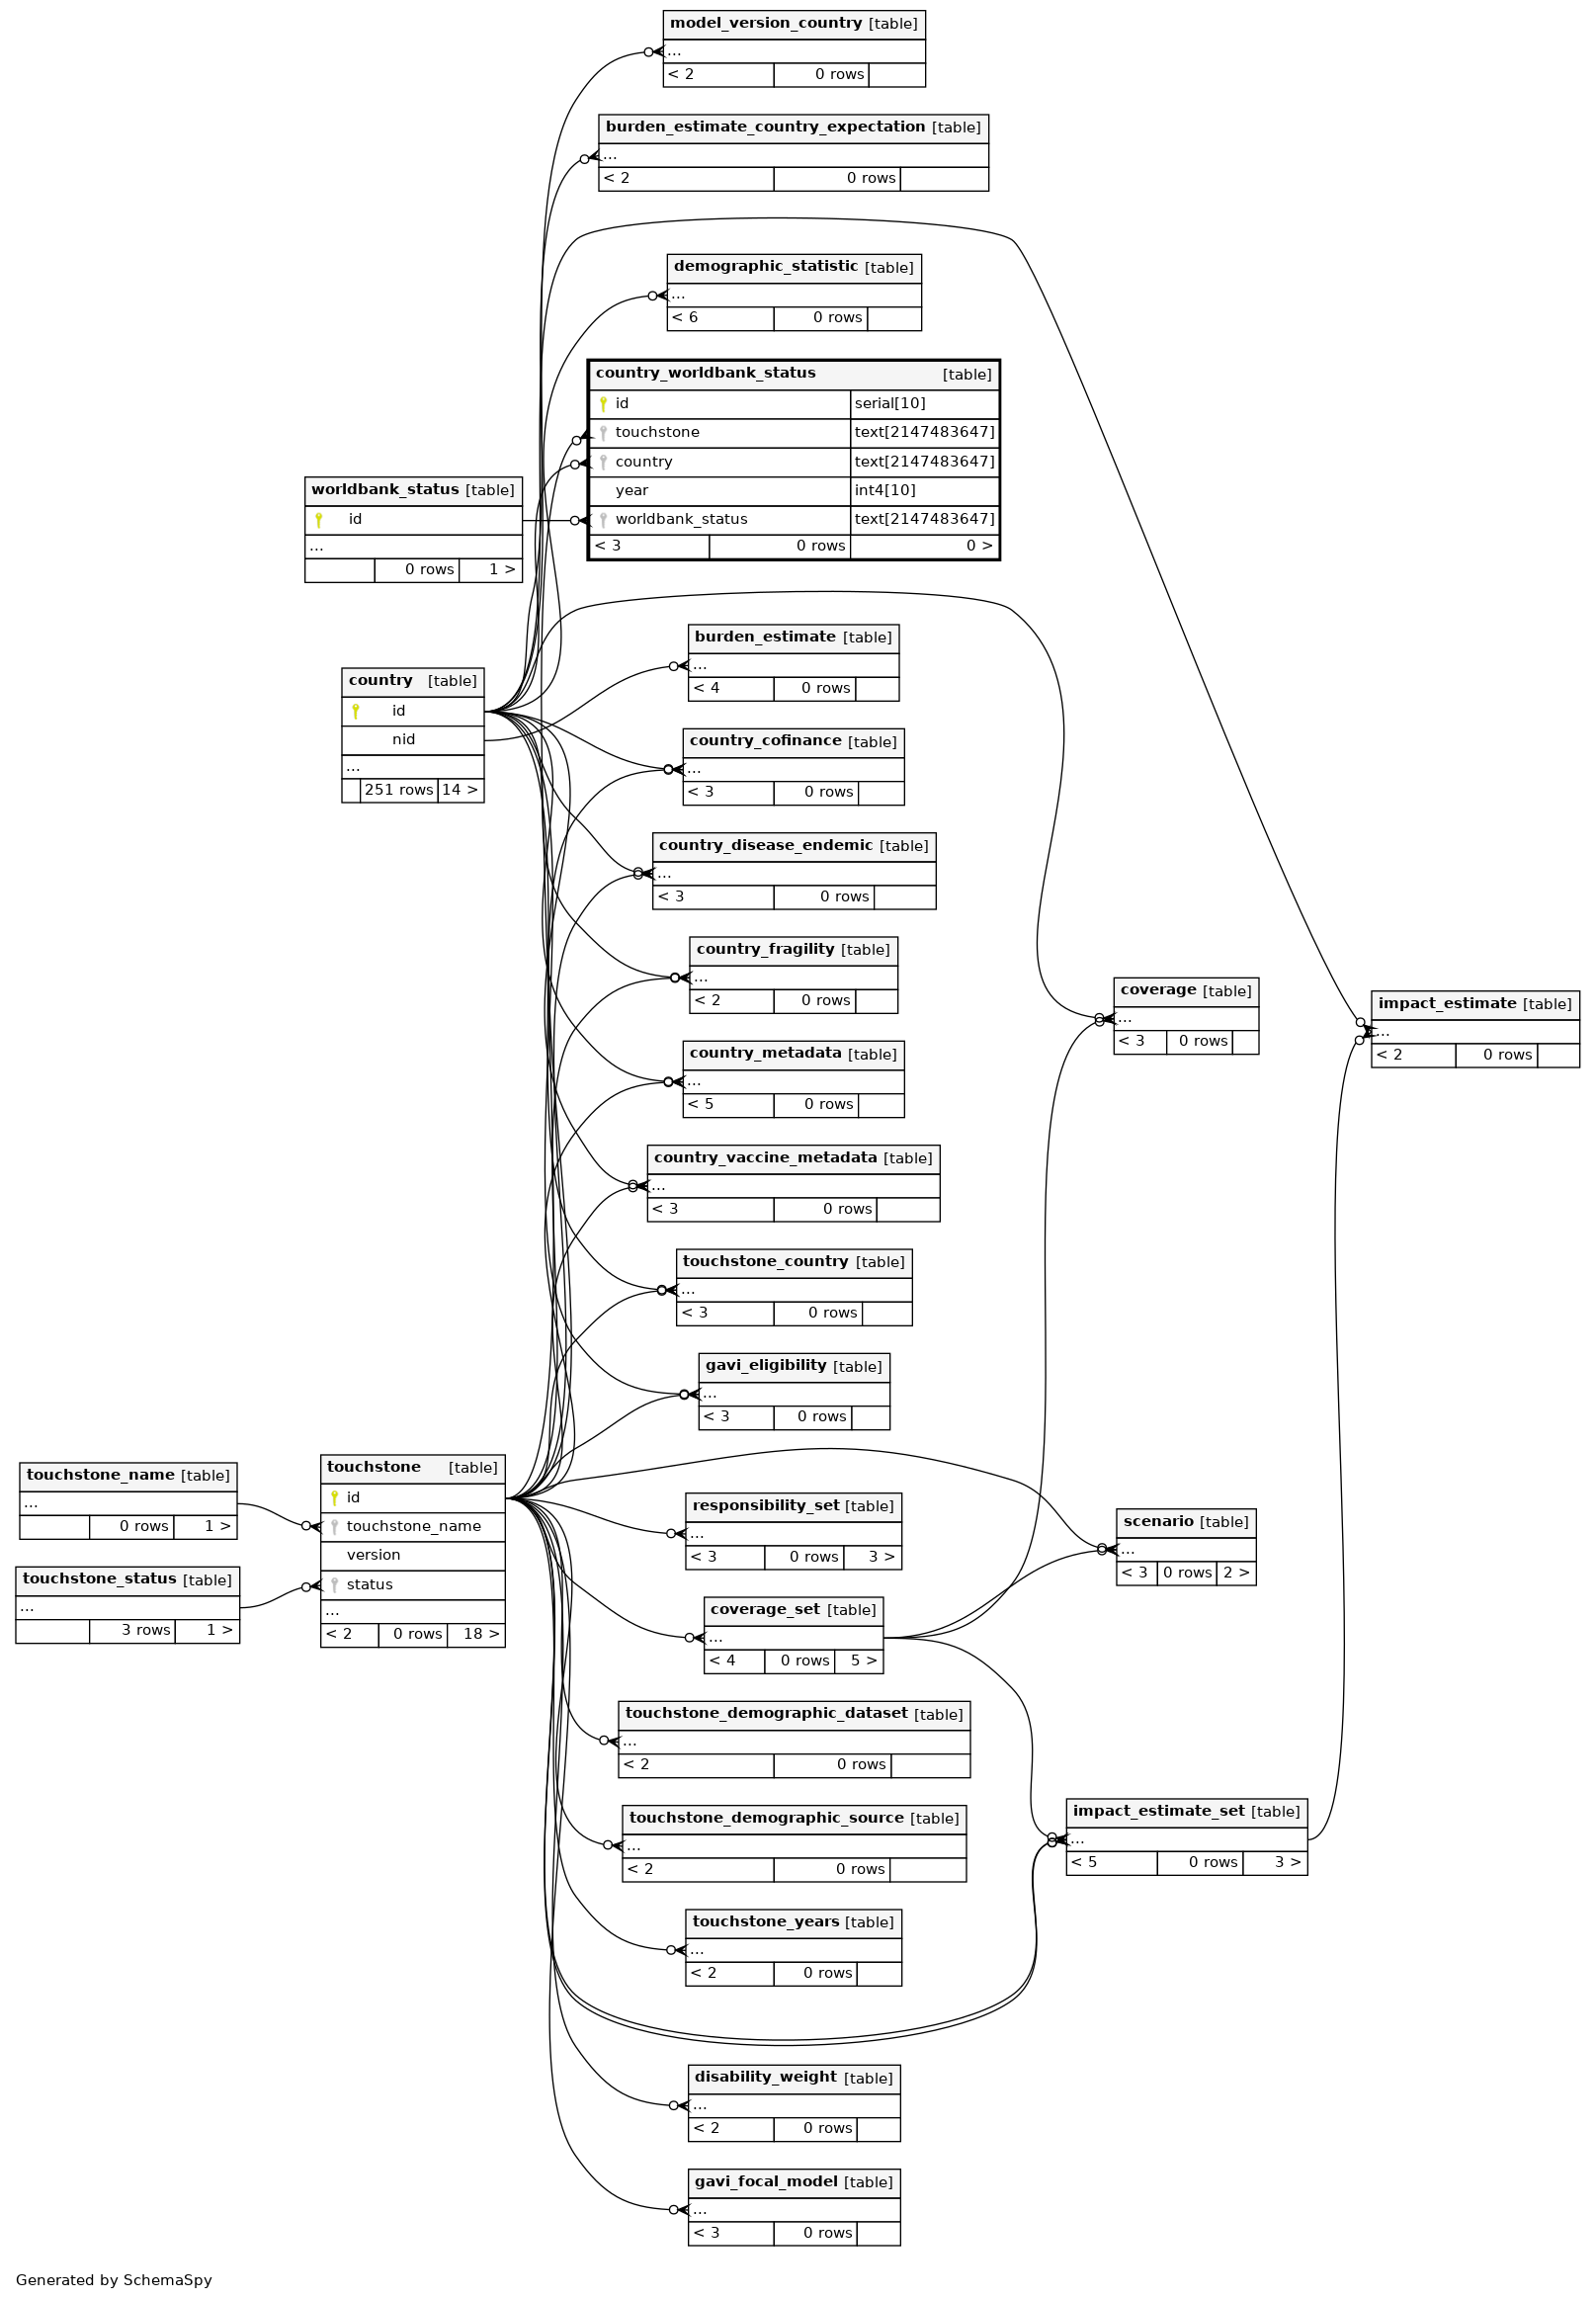 model_version_country [table]
...
< 2 0 rows
burden_estimate_country_expectation [table]
...
< 2 0 rows
demographic_statistic [table]
...
< 6 0 rows
country_worldbank_status [table]
id serial[10]
touchstone text[2147483647]
country text[2147483647]
year int4[10]
worldbank_status text[2147483647]
< 3 0 rows 0 >
worldbank_status [table]
id
...
0 rows 1 >
burden_estimate [table]
...
< 4 0 rows
country [table]
id
nid
...
251 rows 14 >
country_cofinance [table]
...
< 3 0 rows
country_disease_endemic [table]
...
< 3 0 rows
country_fragility [table]
...
< 2 0 rows
coverage [table]
...
< 3 0 rows
impact_estimate [table]
...
< 2 0 rows
country_metadata [table]
...
< 5 0 rows
country_vaccine_metadata [table]
...
< 3 0 rows
touchstone_country [table]
...
< 3 0 rows
gavi_eligibility [table]
...
< 3 0 rows
touchstone_name [table]
...
0 rows 1 >
touchstone_status [table]
...
3 rows 1 >
touchstone [table]
id
touchstone_name
version
status
...
< 2 0 rows 18 >
responsibility_set [table]
...
< 3 0 rows 3 >
scenario [table]
...
< 3 0 rows 2 >
coverage_set [table]
...
< 4 0 rows 5 >
touchstone_demographic_dataset [table]
...
< 2 0 rows
touchstone_demographic_source [table]
...
< 2 0 rows
impact_estimate_set [table]
...
< 5 0 rows 3 >
touchstone_years [table]
...
< 2 0 rows
disability_weight [table]
...
< 2 0 rows
gavi_focal_model [table]
...
< 3 0 rows
Generated by SchemaSpy